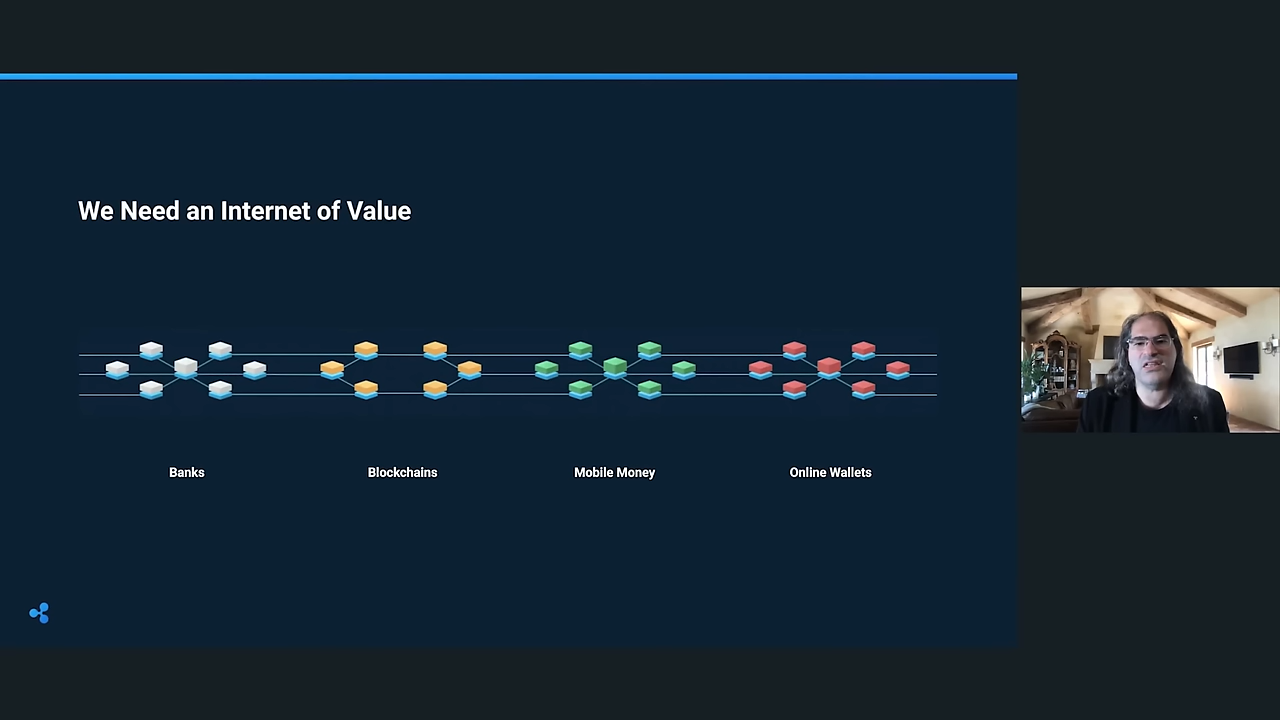 We Need an Internet of Value
Banks
Blockchains
Mobile Money
Online Wallets